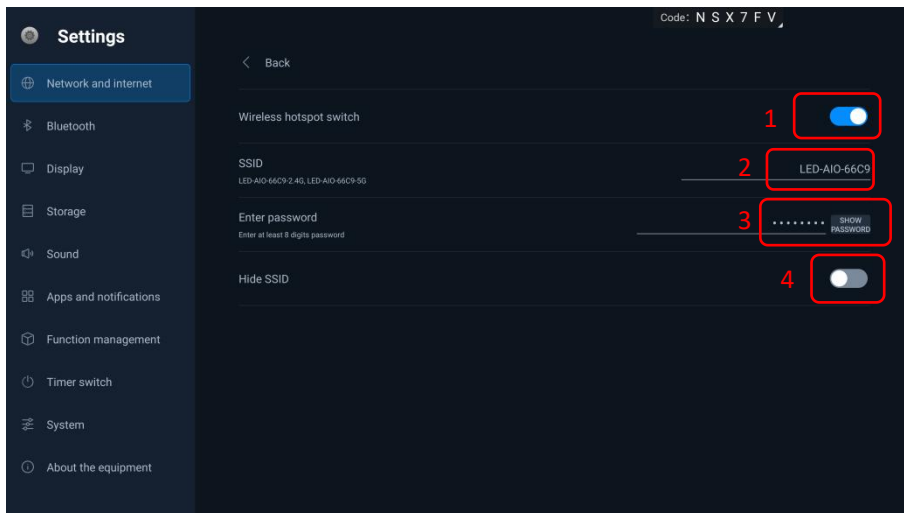 Code: N S X 7 F V
Settings
Back
Network and internet
Wireless hotspot switch
1
Bluetooth
SSID
LED-AIO-66C9-2.4G, LED-AIO-66C9-5G
2
LED-AIO-66C9
Display
Storage
Enter password
Enter at least 8 digits password
3
········
SHOW
PASSWORD
Sound
Hide SSID
4
Apps and notifications
Function management
Timer switch
System
About the equipment